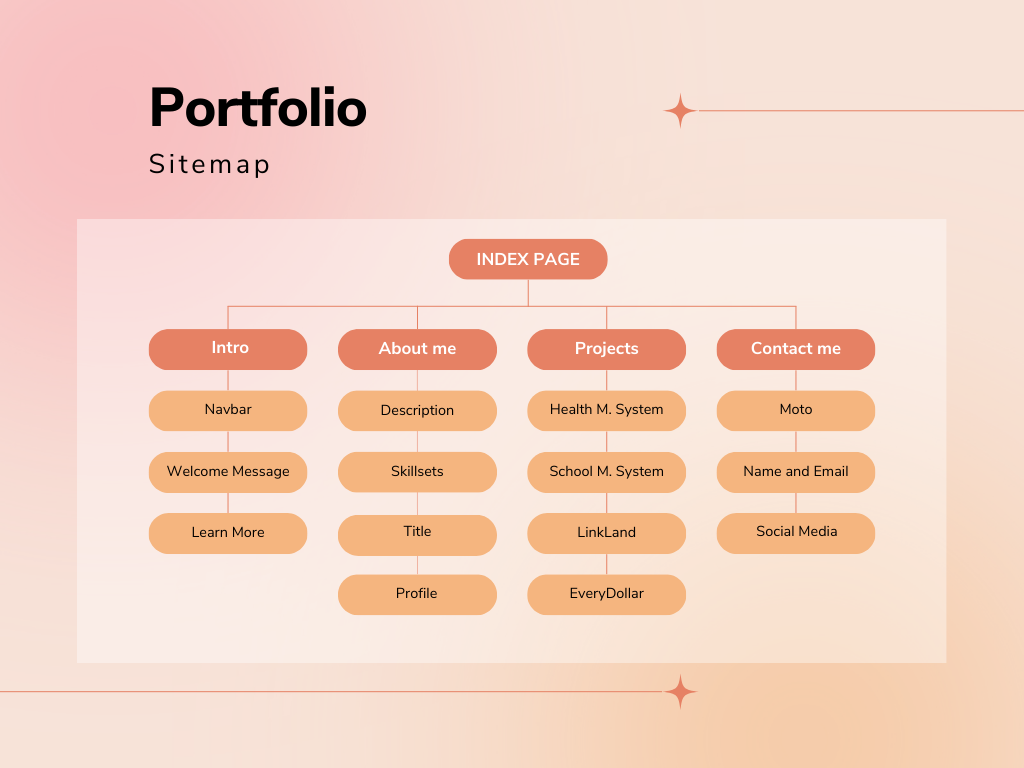 Portfolio
Sitemap
INDEX PAGE
Intro
About me
Projects
Contact me
Navbar
Description
Health M. System
Moto
Welcome Message
Skillsets
School M. System
Name and Email
Learn More
Title
LinkLand
Social Media
Profile
EveryDollar